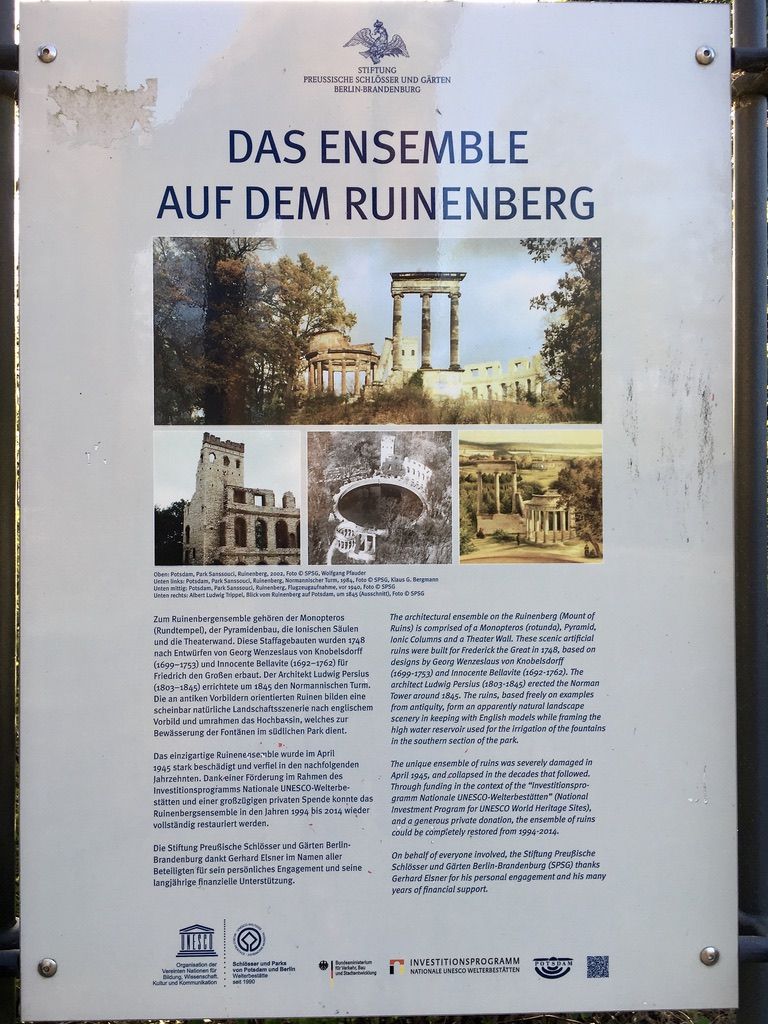 STIFTUNG
PREUSSISCHE SCHLÖSSER UND GÄRTEN
BERLIN-BRANDENBURG
DAS ENSEMBLE
AUF DEM RUINENBERG
Oben: Potsdam, Park Sanssouci, Ruinenberg, 2002, Foto © SPSG, Wolfgang Pfauder
Unten links: Potsdam, Park Sanssouci, Ruinenberg, Normannischer Turm, 1984, Foto © SPSG, Klaus G. Bergmann
Unten mittig: Potsdam, Park Sanssouci, Ruinenberg, Flugzeugaufnahme, vor 1940, Foto © SPSG
Unten rechts: Albert Ludwig Trippel, Blick vom Ruinenberg auf Potsdam, um 1845 (Ausschnitt), Foto © SPSG
Zum Ruinenbergensemble gehören der Monopteros
(Rundtempel), der Pyramidenbau, die Ionischen Säulen
und die Theaterwand. Diese Staffagebauten wurden 1748
nach Entwürfen von Georg Wenzeslaus von Knobelsdorff
(1699–1753) und Innocente Bellavite (1692–1762) für
Friedrich den Großen erbaut. Der Architekt Ludwig Persius
(1803–1845) errichtete um 1845 den Normannischen Turm.
Die an antiken Vorbildern orientierten Ruinen bilden eine
scheinbar natürliche Landschaftsszenerie nach englischem
Vorbild und umrahmen das Hochbassin, welches zur
Bewässerung der Fontänen im südlichen Park dient.
Das einzigartige Ruinenensemble wurde im April
1945 stark beschädigt und verfiel in den nachfolgenden
Jahrzehnten. Dank einer Förderung im Rahmen des
Investitionsprogramms Nationale UNESCO-Welterbe-
stätten und einer großzügigen privaten Spende konnte das
Ruinenbergsensemble in den Jahren 1994 bis 2014 wieder
vollständig restauriert werden.
Die Stiftung Preußische Schlösser und Gärten Berlin-
Brandenburg dankt Gerhard Elsner im Namen aller
Beteiligten für sein persönliches Engagement und seine
langjährige finanzielle Unterstützung.
The architectural ensemble on the Ruinenberg (Mount of
Ruins) is comprised of a Monopteros (rotunda), Pyramid,
Ionic Columns and a Theater Wall. These scenic artificial
ruins were built for Frederick the Great in 1748, based on
designs by Georg Wenzeslaus von Knobelsdorff
(1699-1753) and Innocente Bellavite (1692-1762). The
architect Ludwig Persius (1803-1845) erected the Norman
Tower around 1845. The ruins, based freely on examples
from antiquity, form an apparently natural landscape
scenery in keeping with English models while framing the
high water reservoir used for the irrigation of the fountains
in the southern section of the park.
The unique ensemble of ruins was severely damaged in
April 1945, and collapsed in the decades that followed.
Through funding in the context of the “Investitionspro-
gramm Nationale UNESCO-Welterbestätten” (National
Investment Program for UNESCO World Heritage Sites),
and a generous private donation, the ensemble of ruins
could be completely restored from 1994-2014.
On behalf of everyone involved, the Stiftung Preußische
Schlösser und Gärten Berlin-Brandenburg (SPSG) thanks
Gerhard Elsner for his personal engagement and his many
years of financial support.
UNESCO
Organisation der
Vereinten Nationen für
Bildung, Wissenschaft,
Kultur und Kommunikation
Schlösser und Parks
von Potsdam und Berlin
Welterbestätte
seit 1990
Bundesministerium
für Verkehr, Bau
und Stadtentwicklung
INVESTITIONSPROGRAMM
NATIONALE UNESCO WELTERBESTÄTTEN
POTSDAM